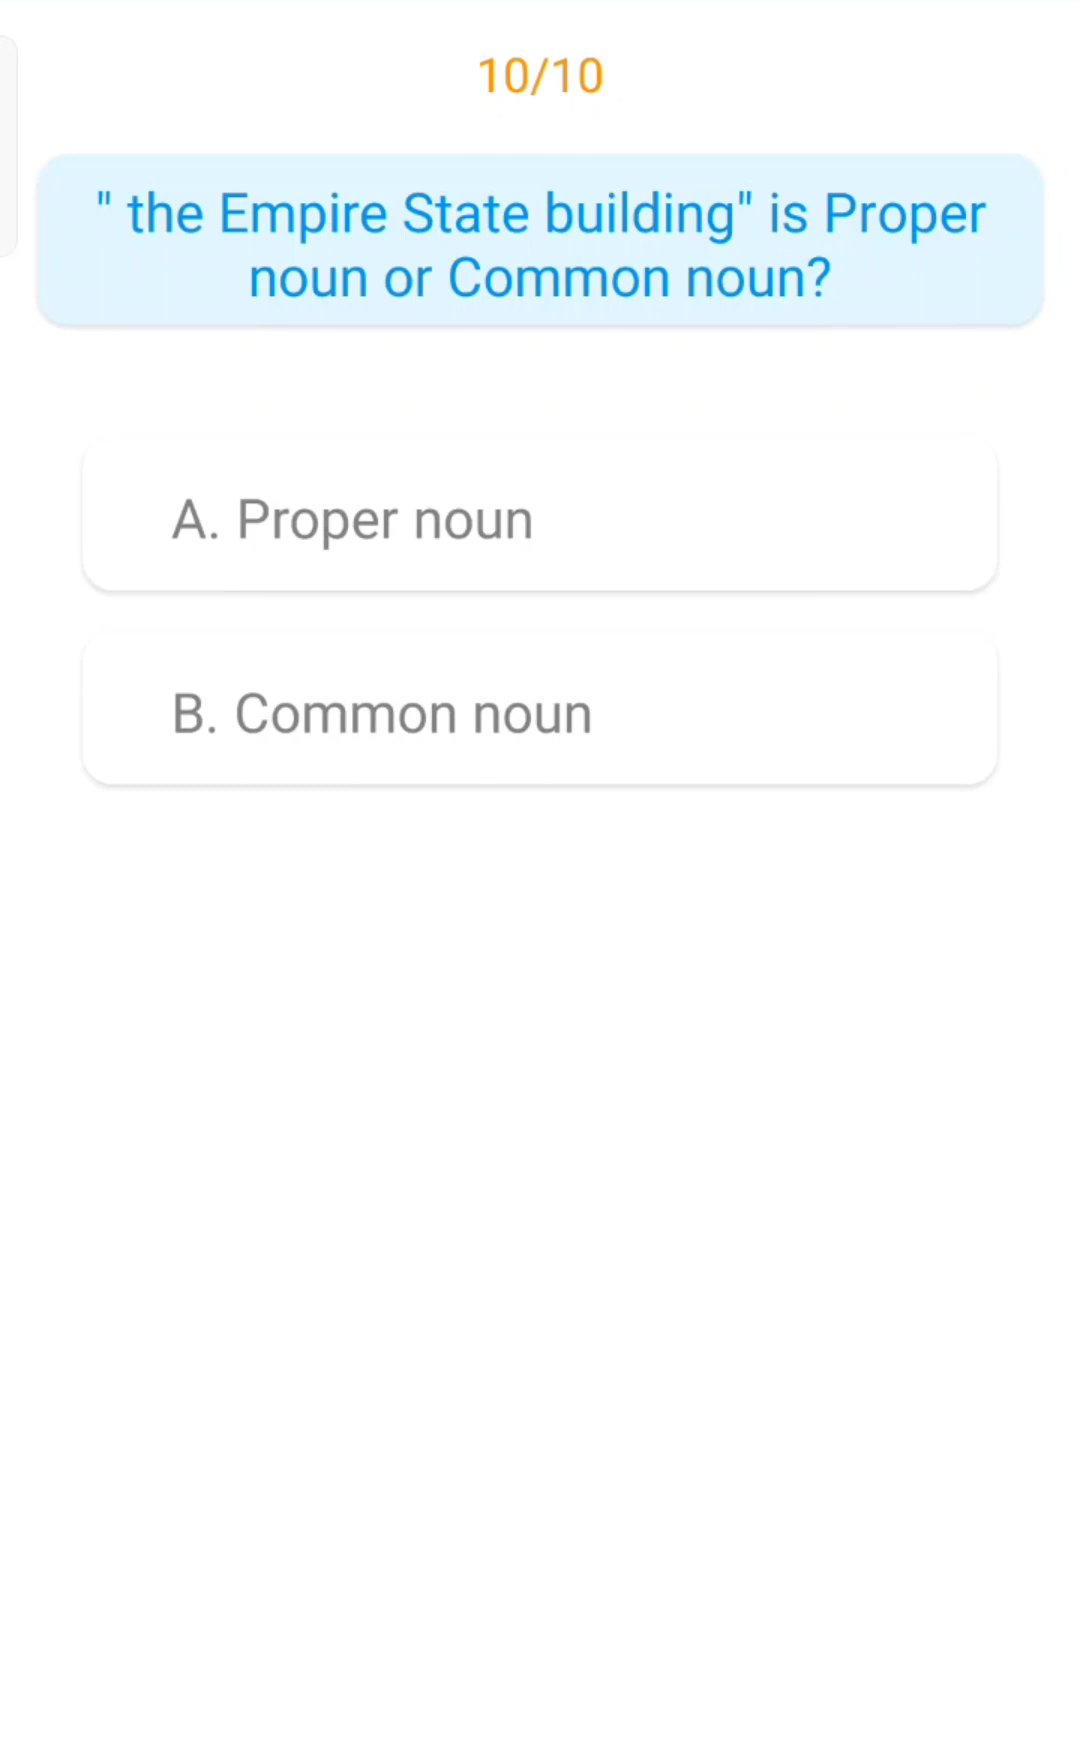 10/10
" the Empire State building" is Proper
noun or Common noun?
A. Proper noun
B. Common noun